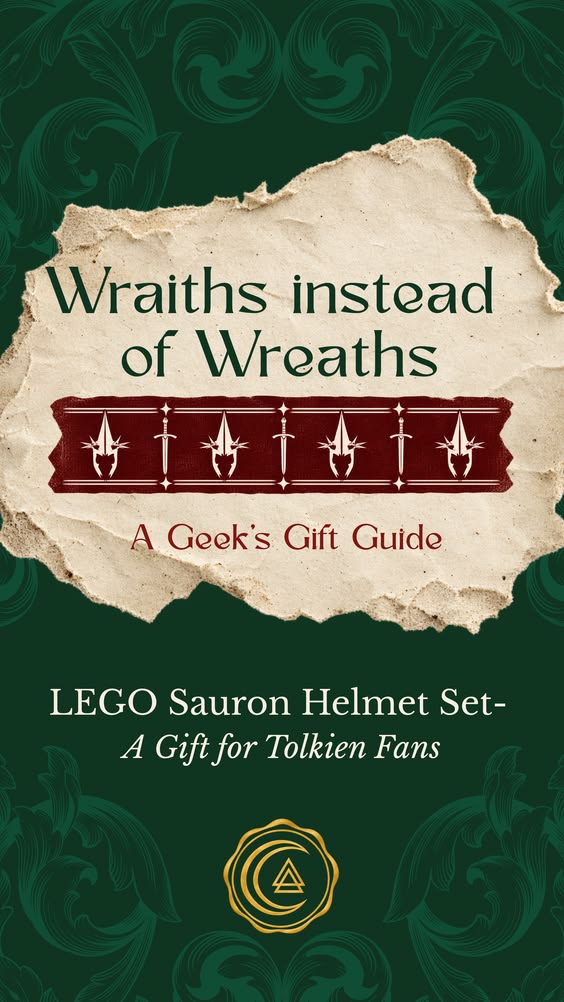 Wraiths instead
of Wreaths
A Geek's Gift Guide
LEGO Sauron Helmet Set-
A Gift for Tolkien Fans